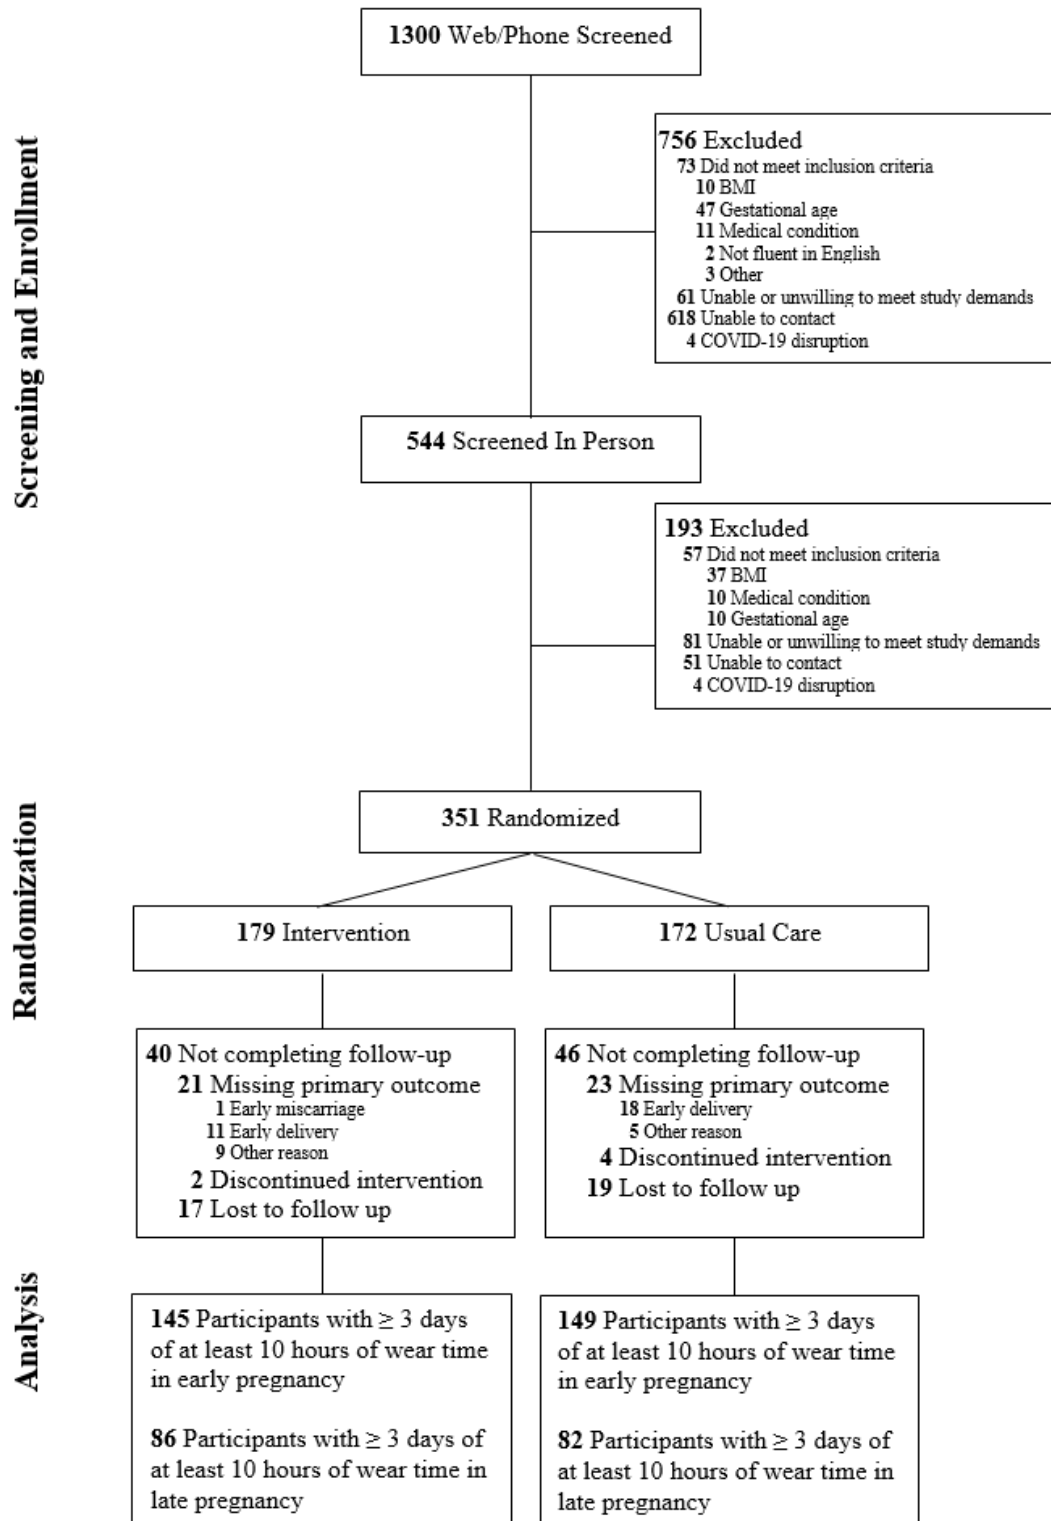 1300 Web/Phone Screened
Screening and Enrollment
756 Excluded
73 Did not meet inclusion criteria
10 BMI
47 Gestational age
11 Medical condition
2 Not fluent in English
3 Other
61 Unable or unwilling to meet study demands
618 Unable to contact
4 COVID-19 disruption
544 Screened In Person
193 Excluded
57 Did not meet inclusion criteria
37 BMI
10 Medical condition
10 Gestational age
81 Unable or unwilling to meet study demands
51 Unable to contact
4 COVID-19 disruption
Randomization
351 Randomized
179 Intervention
172 Usual Care
40 Not completing follow-up
21 Missing primary outcome
1 Early miscarriage
11 Early delivery
9 Other reason
2 Discontinued intervention
17 Lost to follow up
46 Not completing follow-up
23 Missing primary outcome
18 Early delivery
5 Other reason
4 Discontinued intervention
19 Lost to follow up
Analysis
145 Participants with ≥ 3 days
of at least 10 hours of wear time
in early pregnancy
86 Participants with ≥ 3 days of
at least 10 hours of wear time in
late pregnancy
149 Participants with ≥ 3 days
of at least 10 hours of wear time
in early pregnancy
82 Participants with ≥ 3 days of
at least 10 hours of wear time in
late pregnancy